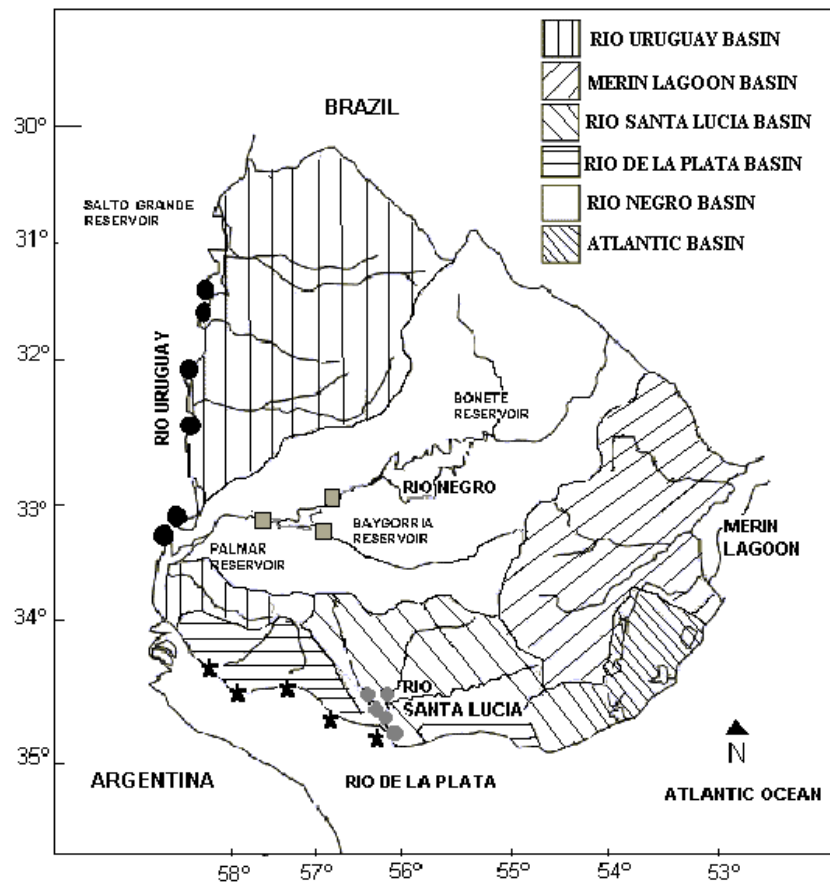 RIO URUGUAY BASIN
MERIN LAGOON BASIN
RIO SANTA LUCIA BASIN
RIO DE LA PLATA BASIN
RIO NEGRO BASIN
ATLANTIC BASIN
BRAZIL
30°
SALTO GRANDE
RESERVOIR
31°
RIO URUGUAY
32°
BONETE
RESERVOIR
33°
RIO NEGRO
BAYGORRIA
RESERVOIR
PALMAR
RESERVOIR
MERIN
LAGOON
34°
RIO
SANTA LUCIA
35°
N
ARGENTINA
RIO DE LA PLATA
ATLANTIC OCEAN
58° 57° 56° 55° 54° 53°